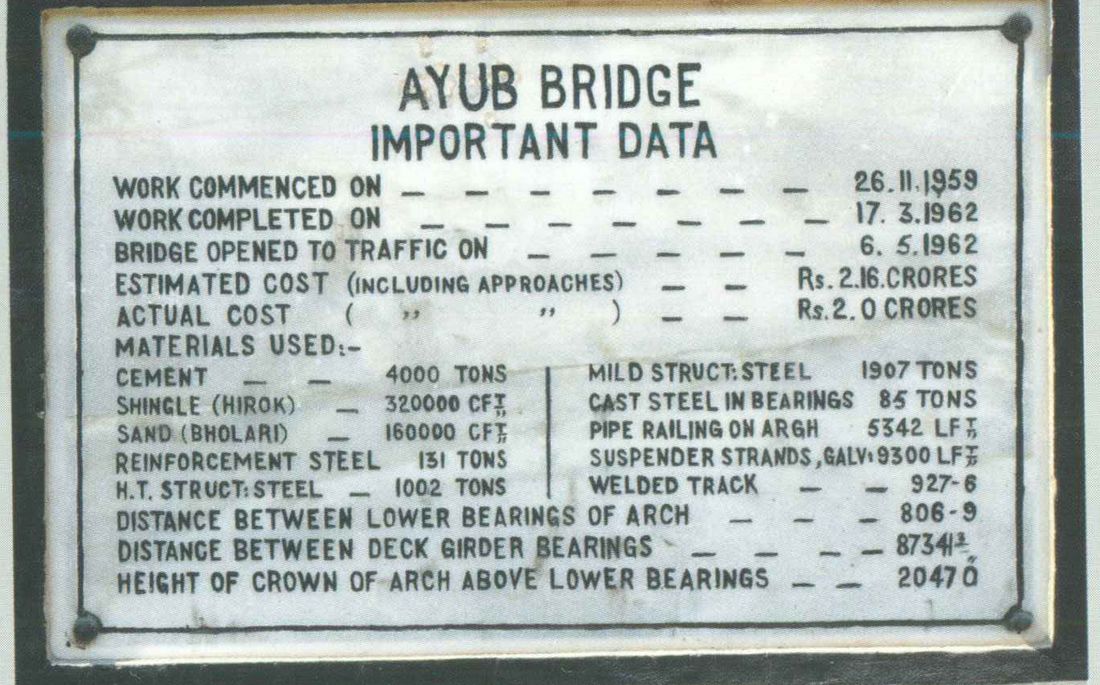 AYUB BRIDGE
IMPORTANT DATA
WORK COMMENCED ON — — — — — — — 26.11.1959
WORK COMPLETED ON — — — — — — — — 17. 3.1962
BRIDGE OPENED TO TRAFFIC ON — — — — — 6. 5.1962
ESTIMATED COST (INCLUDING APPROACHES) — — Rs. 2.16.CRORES
ACTUAL COST ( ,, ,, ) — — Rs. 2.0 CRORES
MATERIALS USED:-
CEMENT — — 4000 TONS
SHINGLE (HIROK) — 320000 CFT
SAND (BHOLARI) — 160000 CFT
REINFORCEMENT STEEL 131 TONS
H.T. STRUCT: STEEL — 1002 TONS
MILD STRUCT: STEEL 1907 TONS
CAST STEEL IN BEARINGS 85 TONS
PIPE RAILING ON ARGH 5342 LFT
SUSPENDER STRANDS, GALV: 9300 LFT
WELDED TRACK — — 927-6
DISTANCE BETWEEN LOWER BEARINGS OF ARCH — — — 806-9
DISTANCE BETWEEN DECK GIRDER BEARINGS — — — —
HEIGHT OF CROWN OF ARCH ABOVE LOWER BEARINGS — —